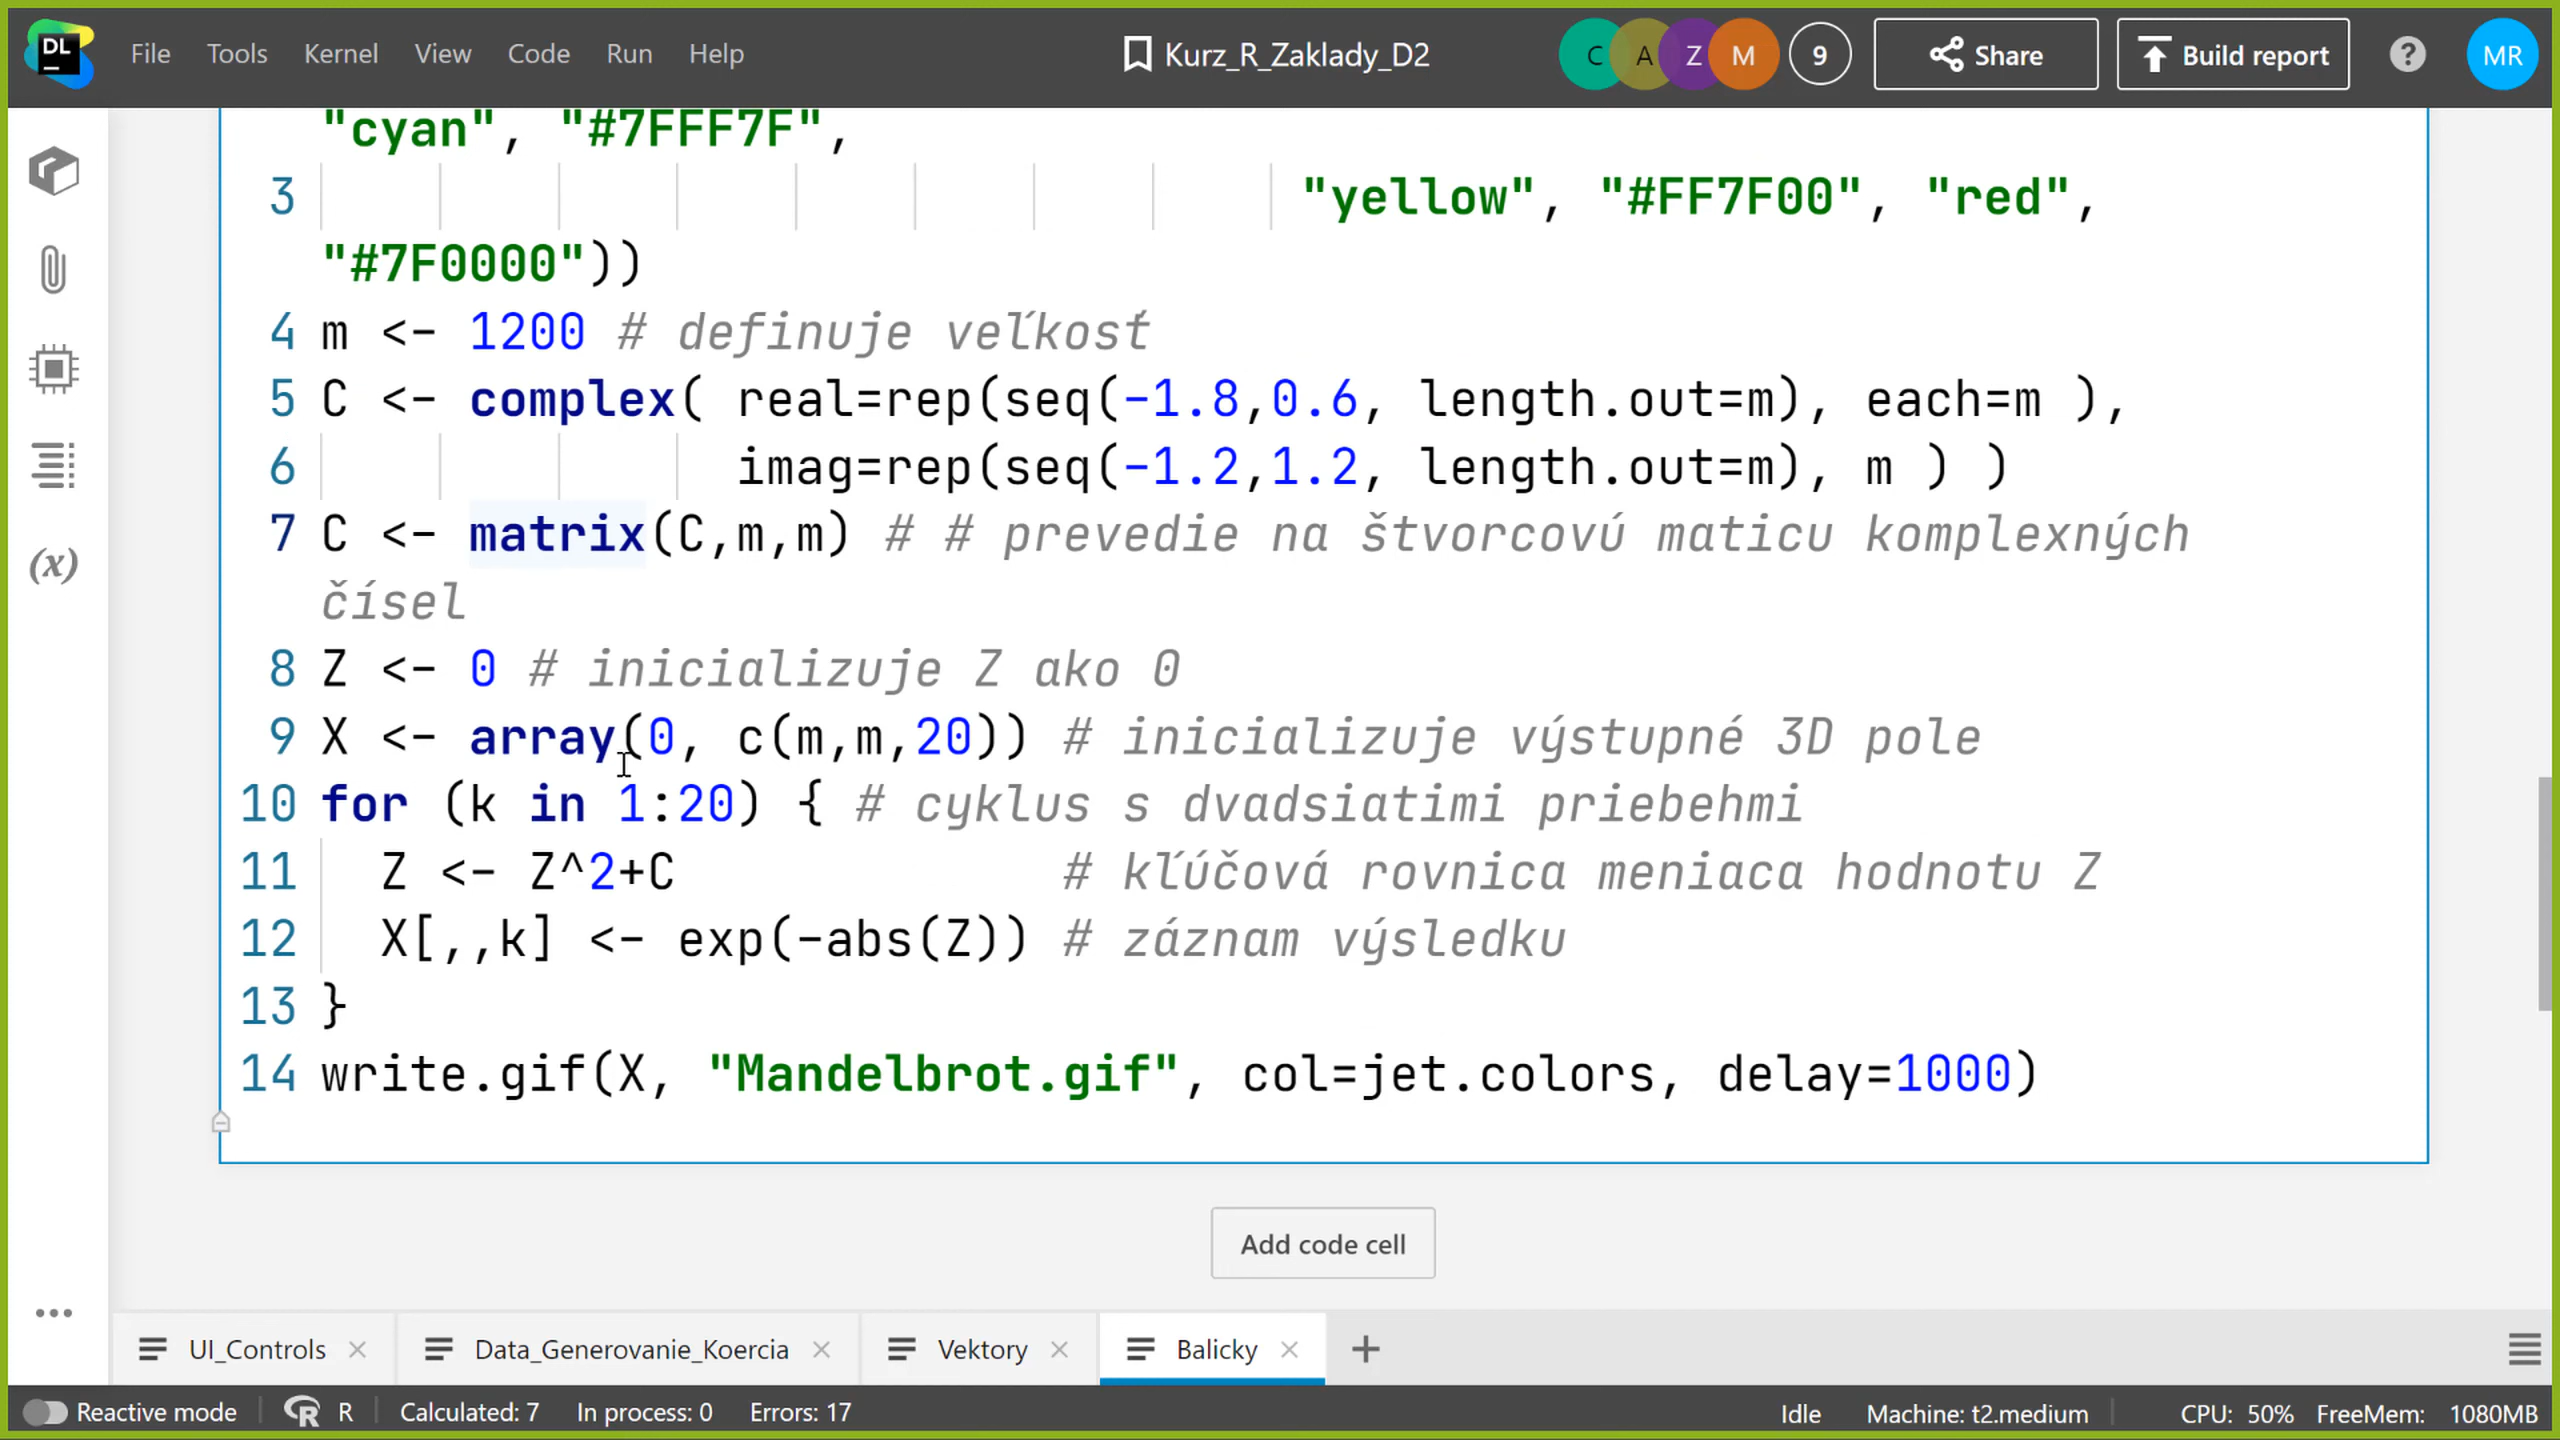 DL
File Tools Kernel View Code Run Help
Kurz_R_Zaklady_D2
C A Z M 9
Share
Build report
?
MR
"cyan", "#7FFF7F",
3 "yellow", "#FF7F00", "red",
"#7F0000"))
4 m <- 1200 # definuje veľkosť
5 C <- complex( real=rep(seq(-1.8,0.6, length.out=m), each=m ),
6 imag=rep(seq(-1.2,1.2, length.out=m), m ) )
7 C <- matrix(C,m,m) # # prevedie na štvorcovú maticu komplexných
čísel
8 Z <- 0 # inicializuje Z ako 0
9 X <- array(0, c(m,m,20)) # inicializuje výstupné 3D pole
10 for (k in 1:20) { # cyklus s dvadsiatimi priebehmi
11 Z <- Z^2+C # kľúčová rovnica meniaca hodnotu Z
12 X[,,k] <- exp(-abs(Z)) # záznam výsledku
13 }
14 write.gif(X, "Mandelbrot.gif", col=jet.colors, delay=1000)
(x)
Add code cell
UI_Controls Data_Generovanie_Koercia Vektory Balicky
Reactive mode R Calculated: 7 In process: 0 Errors: 17 Idle Machine: t2.medium CPU: 50% FreeMem: 1080MB